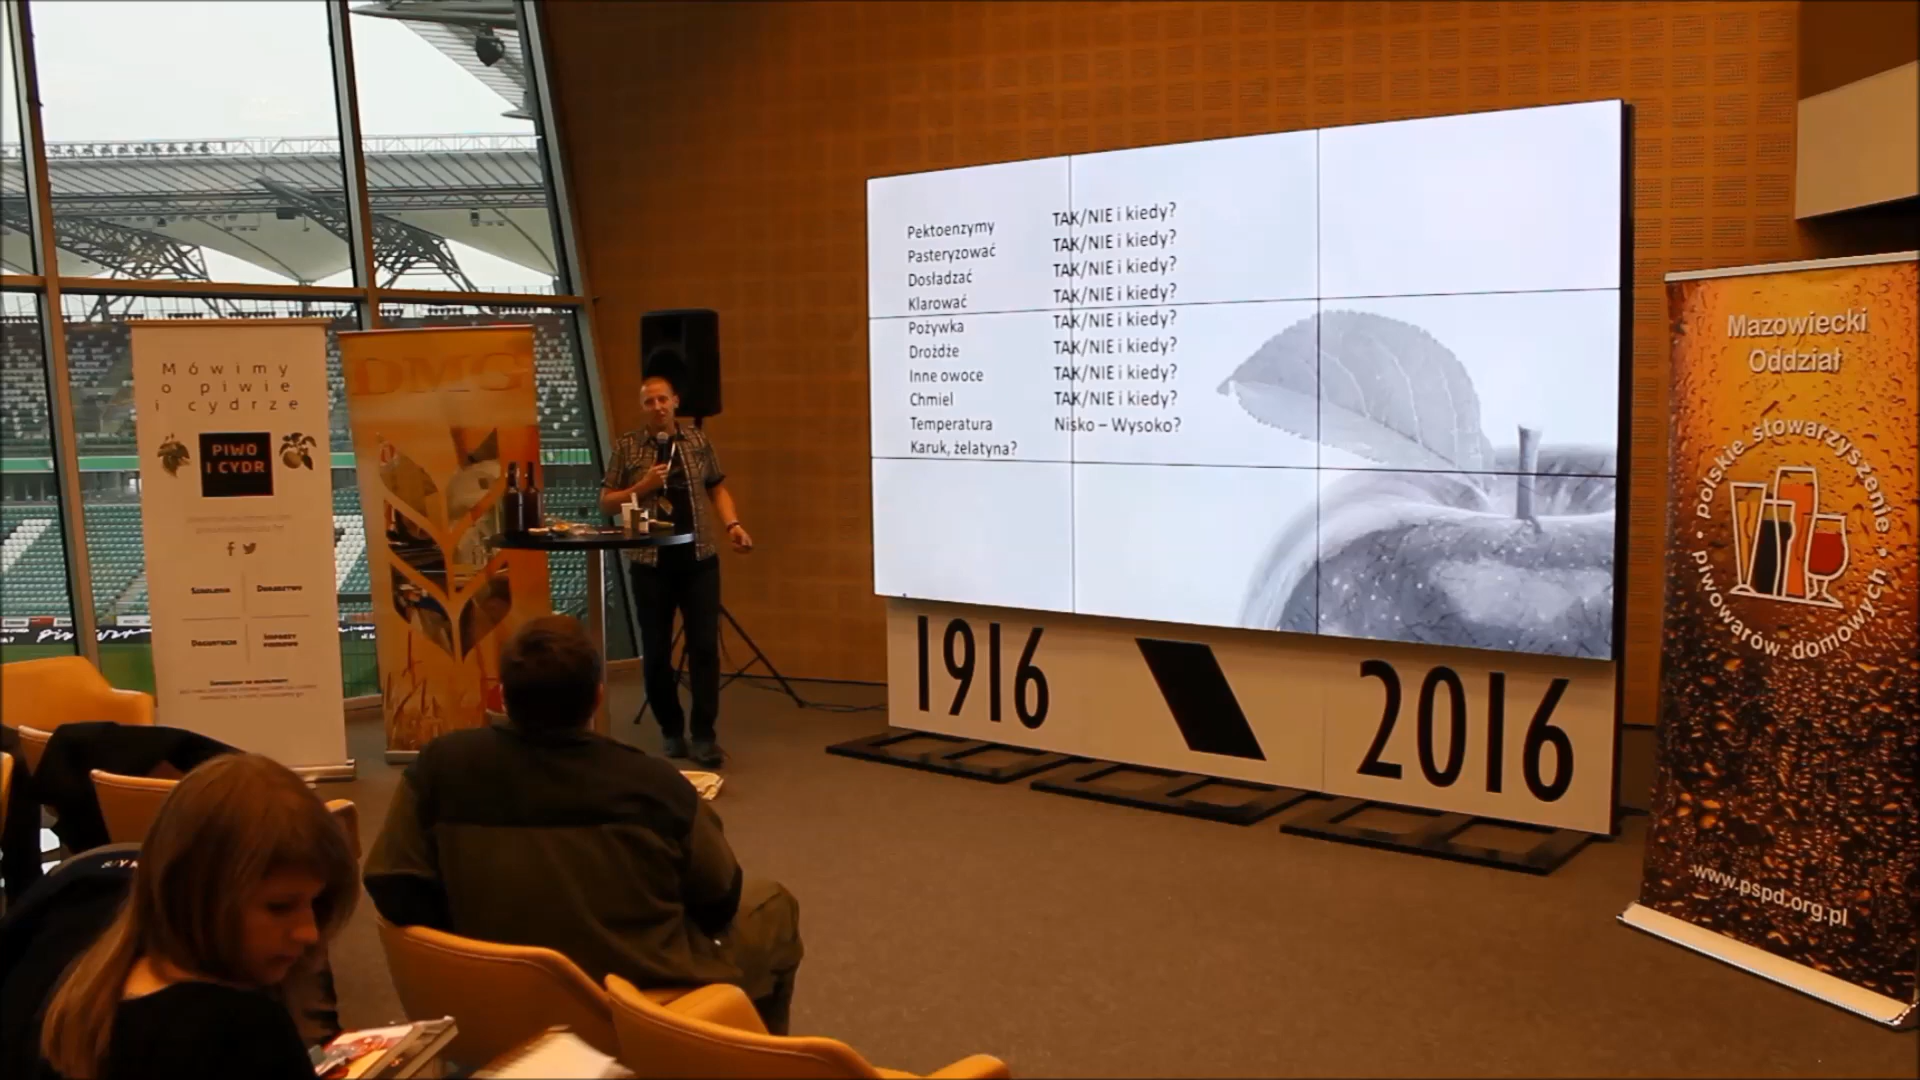 Mówimy
o piwie
i cydrze
PIWO
I CYDR
DMG
Pektoenzymy TAK/NIE i kiedy?
Pasteryzować TAK/NIE i kiedy?
Dosładzać TAK/NIE i kiedy?
Klarować TAK/NIE i kiedy?
Pożywka TAK/NIE i kiedy?
Drożdże TAK/NIE i kiedy?
Inne owoce TAK/NIE i kiedy?
Chmiel TAK/NIE i kiedy?
Temperatura Nisko – Wysoko?
Karuk, żelatyna?
1916 2016
Mazowiecki
Oddział
• polskie stowarzyszenie •
piwowarów domowych
www.pspd.org.pl